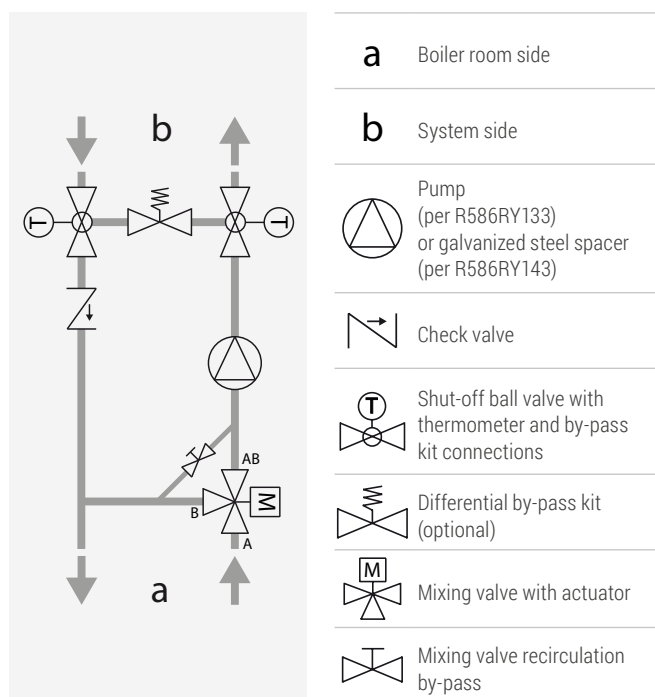 b
T
T
AB
M
B
A
a
a Boiler room side
b System side
Pump
(per R586RY133)
or galvanized steel spacer
(per R586RY143)
Check valve
T
Shut-off ball valve with
thermometer and by-pass
kit connections
Differential by-pass kit
(optional)
M
Mixing valve with actuator
Mixing valve recirculation
by-pass